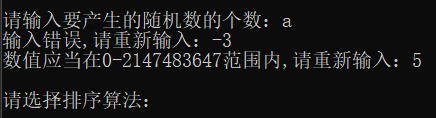 请输入要产生的随机数的个数：a
输入错误,请重新输入：-3
数值应当在0-2147483647范围内,请重新输入：5
请选择排序算法：